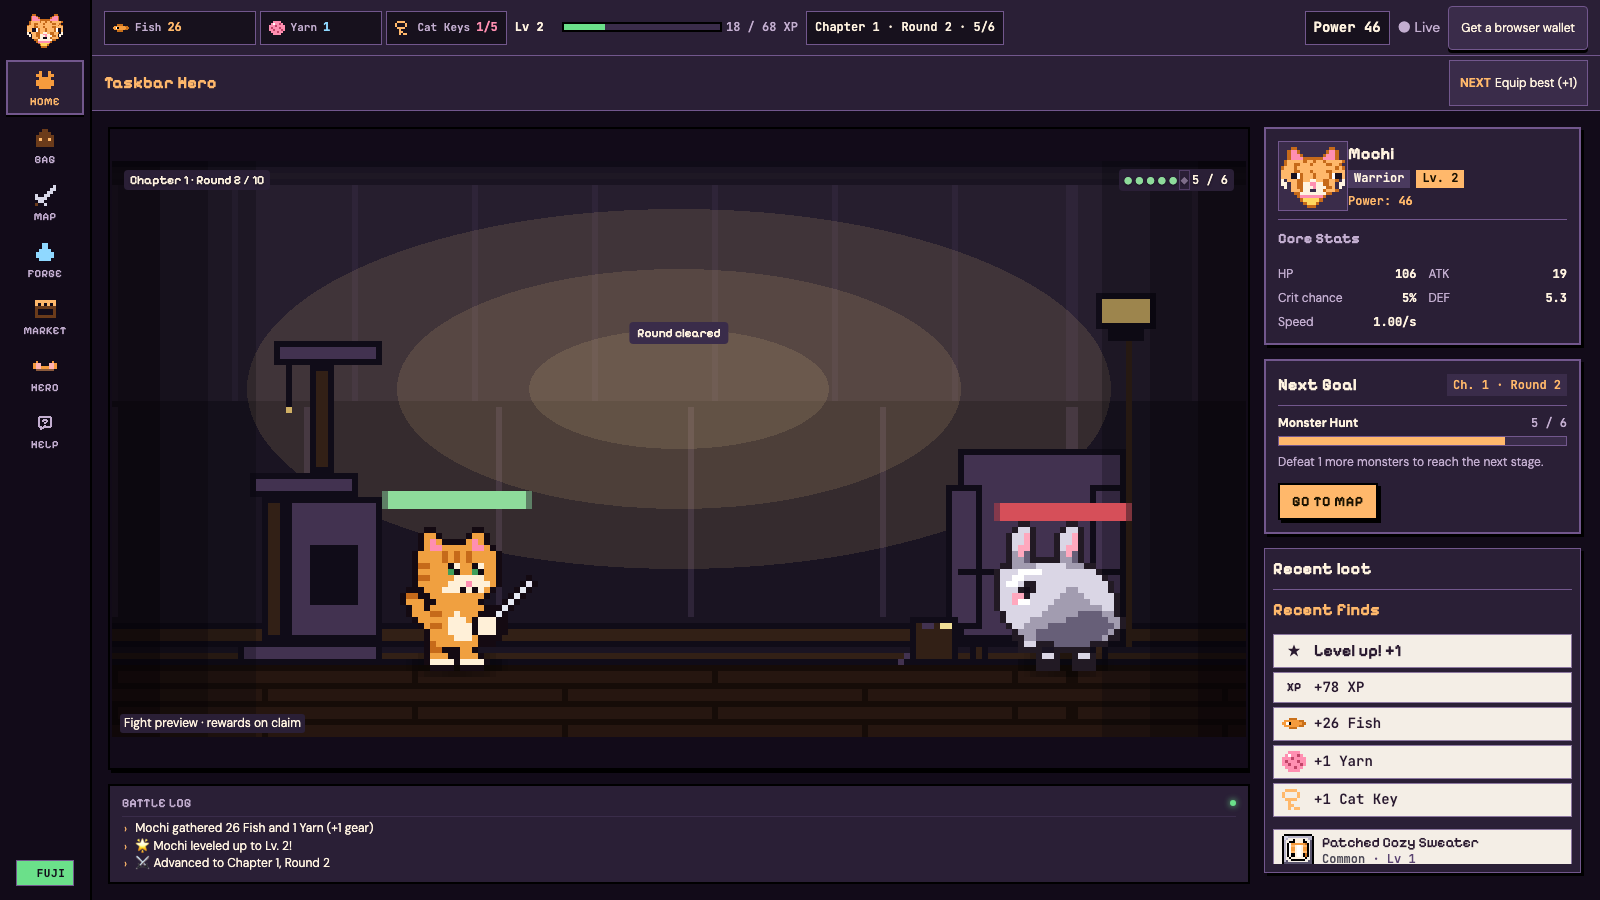 Fish 26
Yarn 1
Cat Keys 1/5
Lv 2
18 / 68 XP
Chapter 1 · Round 2 · 5/6
Power 46
Live
Get a browser wallet
HOME
BAG
MAP
FORGE
MARKET
HERO
HELP
FUJI
Taskbar Hero
NEXT Equip best (+1)
Chapter 1 · Round 2 / 10
5 / 6
Round cleared
Fight preview · rewards on claim
BATTLE LOG
› Mochi gathered 26 Fish and 1 Yarn (+1 gear)
› 🌟 Mochi leveled up to Lv. 2!
› ⚔️ Advanced to Chapter 1, Round 2
Mochi
Warrior Lv. 2
Power: 46
Core Stats
HP 106 ATK 19
Crit chance 5% DEF 5.3
Speed 1.00/s
Next Goal
Ch. 1 · Round 2
Monster Hunt 5 / 6
Defeat 1 more monsters to reach the next stage.
GO TO MAP
Recent loot
Recent finds
★ Level up! +1
XP +78 XP
+26 Fish
+1 Yarn
+1 Cat Key
Patched Cozy Sweater
Common · Lv 1